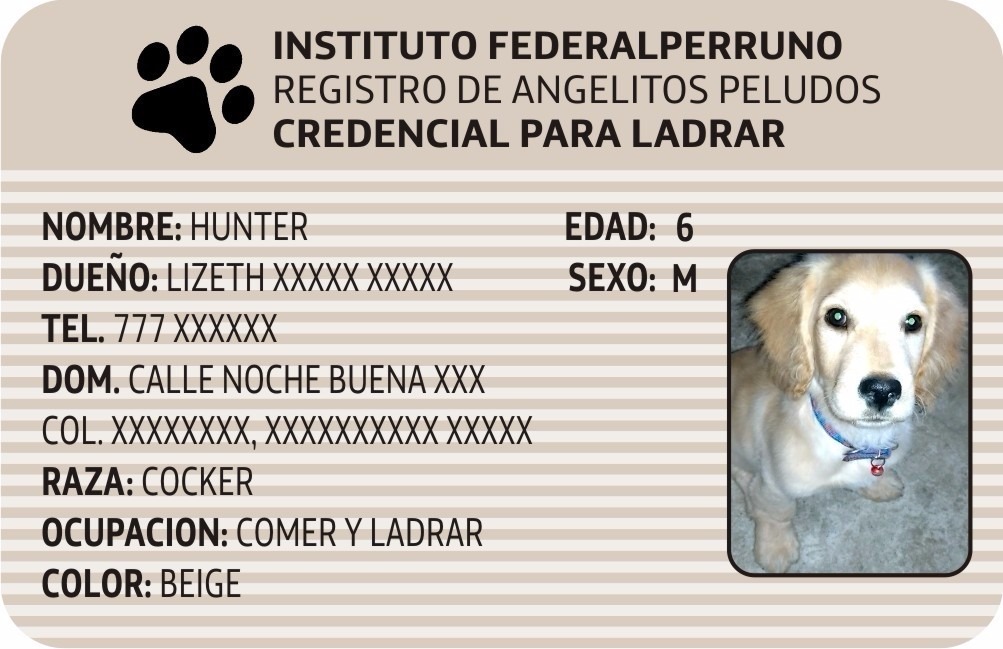 INSTITUTO FEDERALPERRUNO
REGISTRO DE ANGELITOS PELUDOS
CREDENCIAL PARA LADRAR
NOMBRE: HUNTER
EDAD: 6
DUEÑO: LIZETH XXXXX XXXXX
SEXO: M
TEL. 777 XXXXXX
DOM. CALLE NOCHE BUENA XXX
COL. XXXXXXXX, XXXXXXXXXX XXXXX
RAZA: COCKER
OCUPACION: COMER Y LADRAR
COLOR: BEIGE